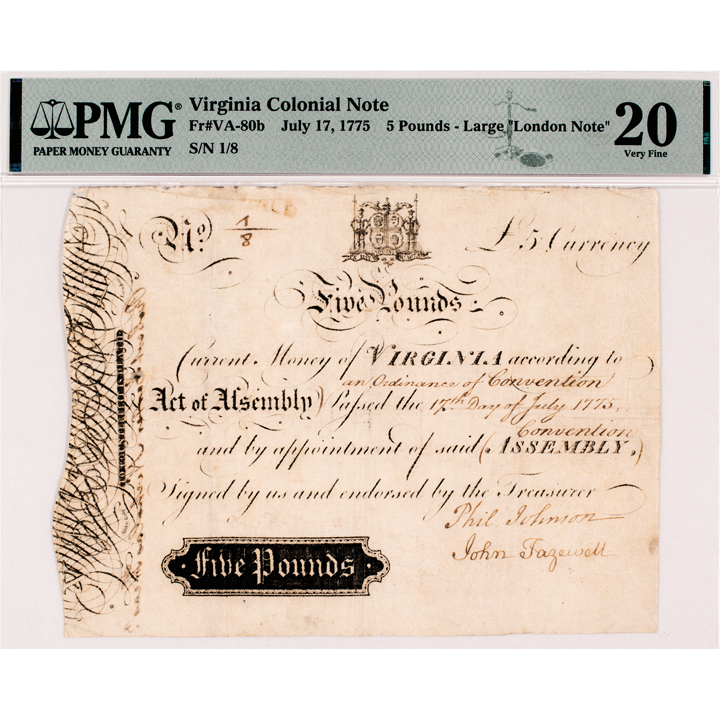 PMG®
PAPER MONEY GUARANTY
Virginia Colonial Note
Fr#VA-80b July 17, 1775 5 Pounds - Large "London Note"
S/N 1/8
20
Very Fine
No. 1/8
£5 Currency
Five Pounds
Current Money of VIRGINIA according to
an Ordinance of Convention
Act of Assembly) Passed the 17th Day of July 1775.
Convention
and by appointment of said (ASSEMBLY.)
Signed by us and endorsed by the Treasurer
Phil. Johnson
John Tazewell
Five Pounds